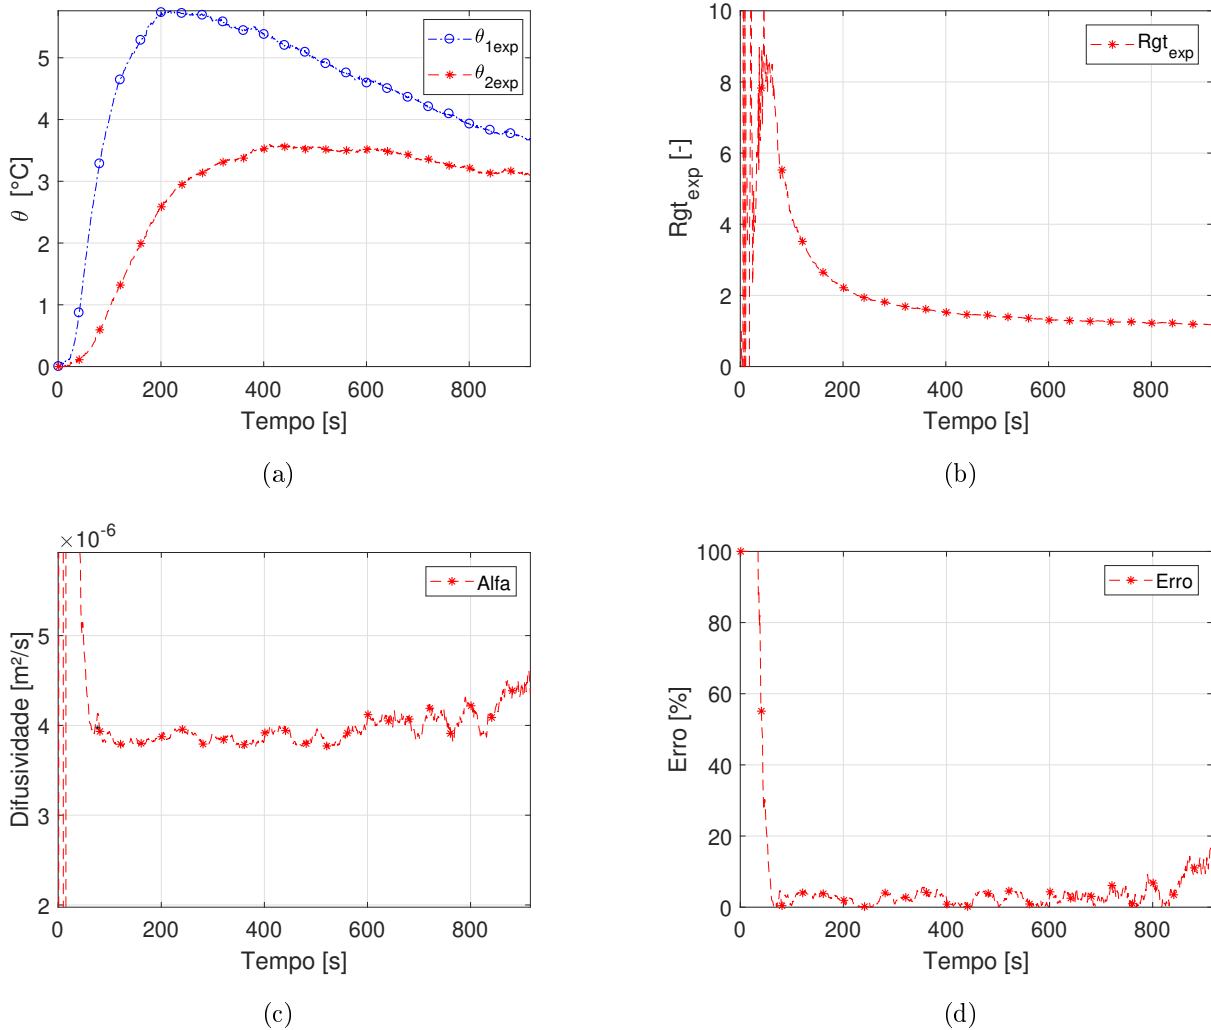 θ1exp
θ2exp
5
4
3
2
1
0
0 200 400 600 800
θ [°C]
Tempo [s]
(a)
Rgtexp
10
8
6
4
2
0
0 200 400 600 800
Rgtexp [-]
Tempo [s]
(b)
×10-6
Alfa
5
4
3
2
0 200 400 600 800
Difusividade [m²/s]
Tempo [s]
(c)
Erro
100
80
60
40
20
0
0 200 400 600 800
Erro [%]
Tempo [s]
(d)